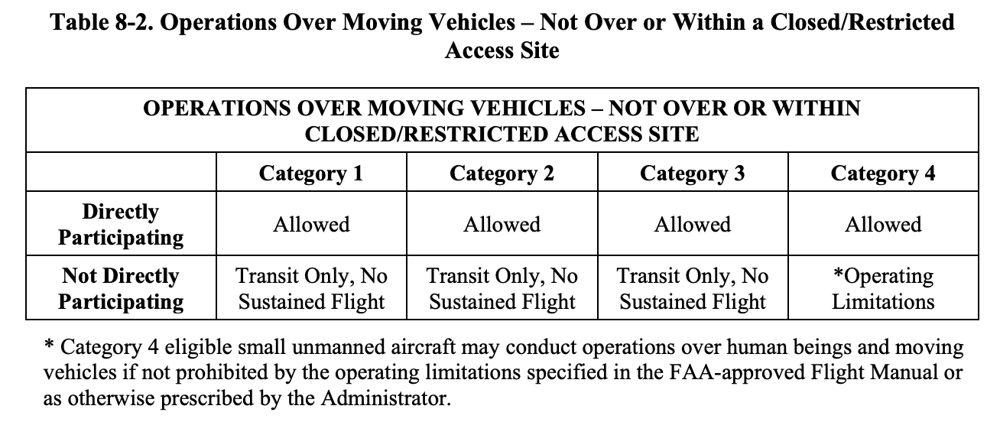 Table 8-2. Operations Over Moving Vehicles – Not Over or Within a Closed/Restricted
Access Site
OPERATIONS OVER MOVING VEHICLES – NOT OVER OR WITHIN
CLOSED/RESTRICTED ACCESS SITE
Category 1 Category 2 Category 3 Category 4
Directly
Participating
Allowed Allowed Allowed Allowed
Not Directly
Participating
Transit Only, No
Sustained Flight
Transit Only, No
Sustained Flight
Transit Only, No
Sustained Flight
*Operating
Limitations
* Category 4 eligible small unmanned aircraft may conduct operations over human beings and moving
vehicles if not prohibited by the operating limitations specified in the FAA-approved Flight Manual or
as otherwise prescribed by the Administrator.